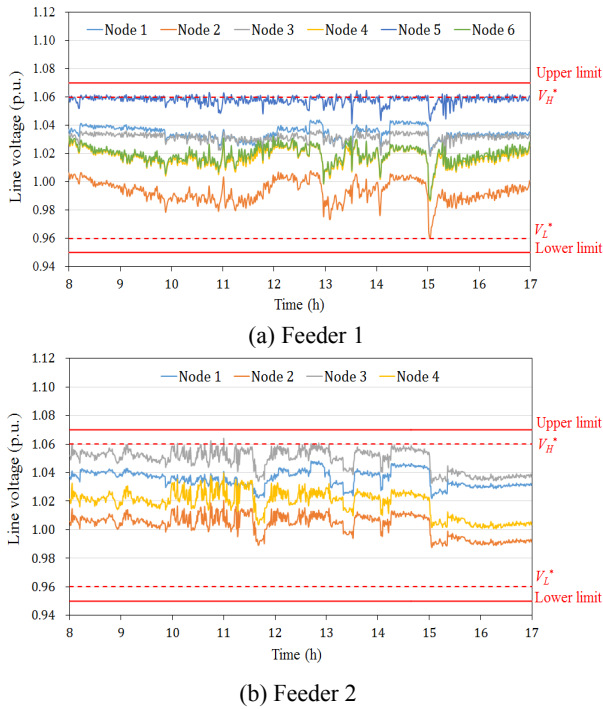 1.12
Node 1 Node 2 Node 3 Node 4 Node 5 Node 6
1.10
1.08
Upper limit
1.06
V_H*
1.04
1.02
1.00
0.98
V_L*
0.96
Lower limit
0.94
Line voltage (p.u.)
8 9 10 11 12 13 14 15 16 17
Time (h)
(a) Feeder 1
1.12
1.10
Node 1 Node 2 Node 3 Node 4
1.08
Upper limit
1.06
V_H*
1.04
1.02
1.00
0.98
V_L*
0.96
Lower limit
0.94
Line voltage (p.u.)
8 9 10 11 12 13 14 15 16 17
Time (h)
(b) Feeder 2